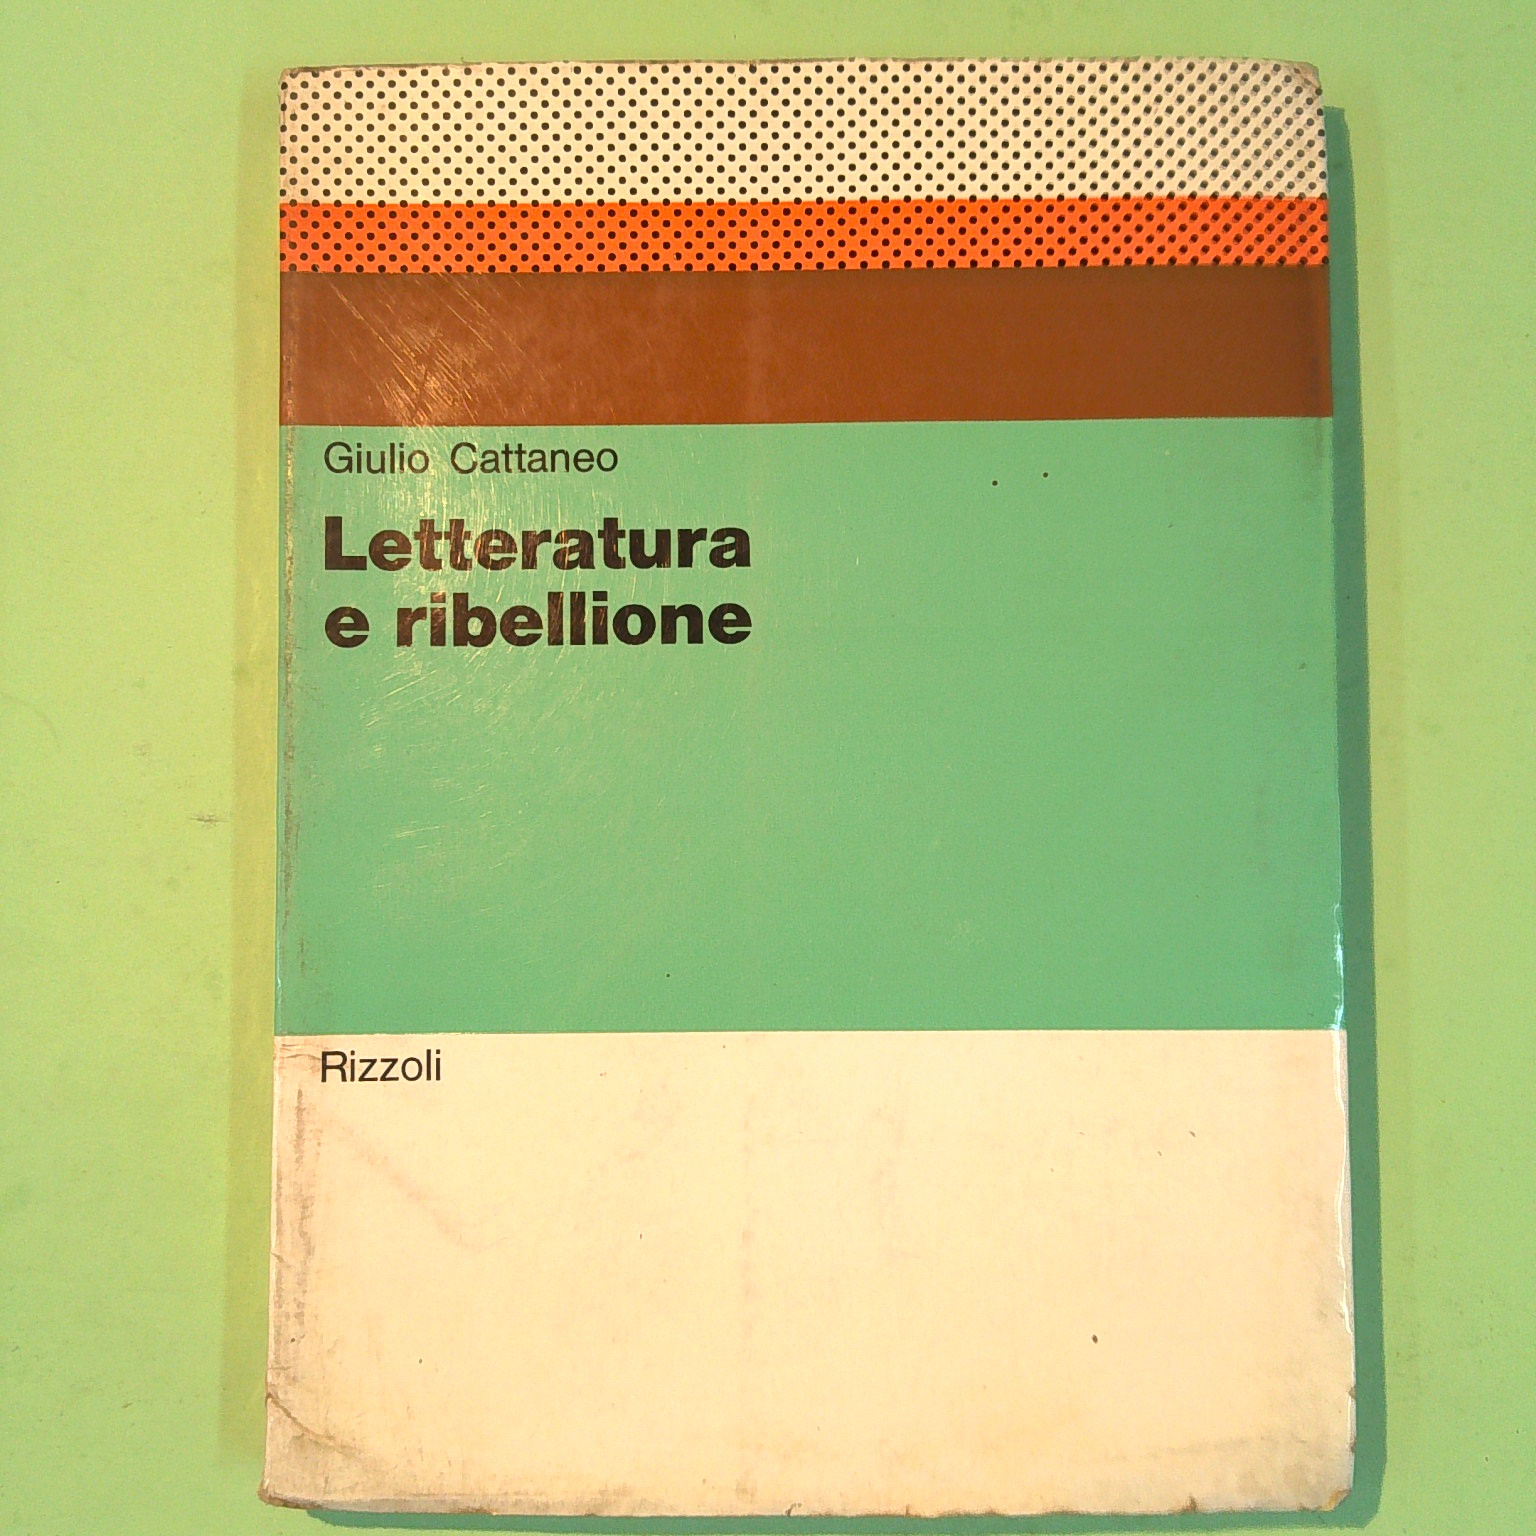 Giulio Cattaneo
Letteratura
e ribellione
Rizzoli